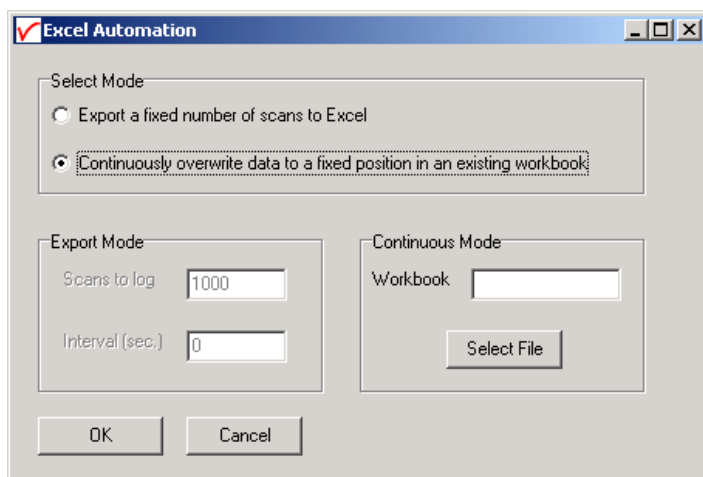 Excel Automation
Select Mode
Export a fixed number of scans to Excel
Continuously overwrite data to a fixed position in an existing workbook
Export Mode
Scans to log 1000
Interval (sec.) 0
Continuous Mode
Workbook
Select File
OK Cancel